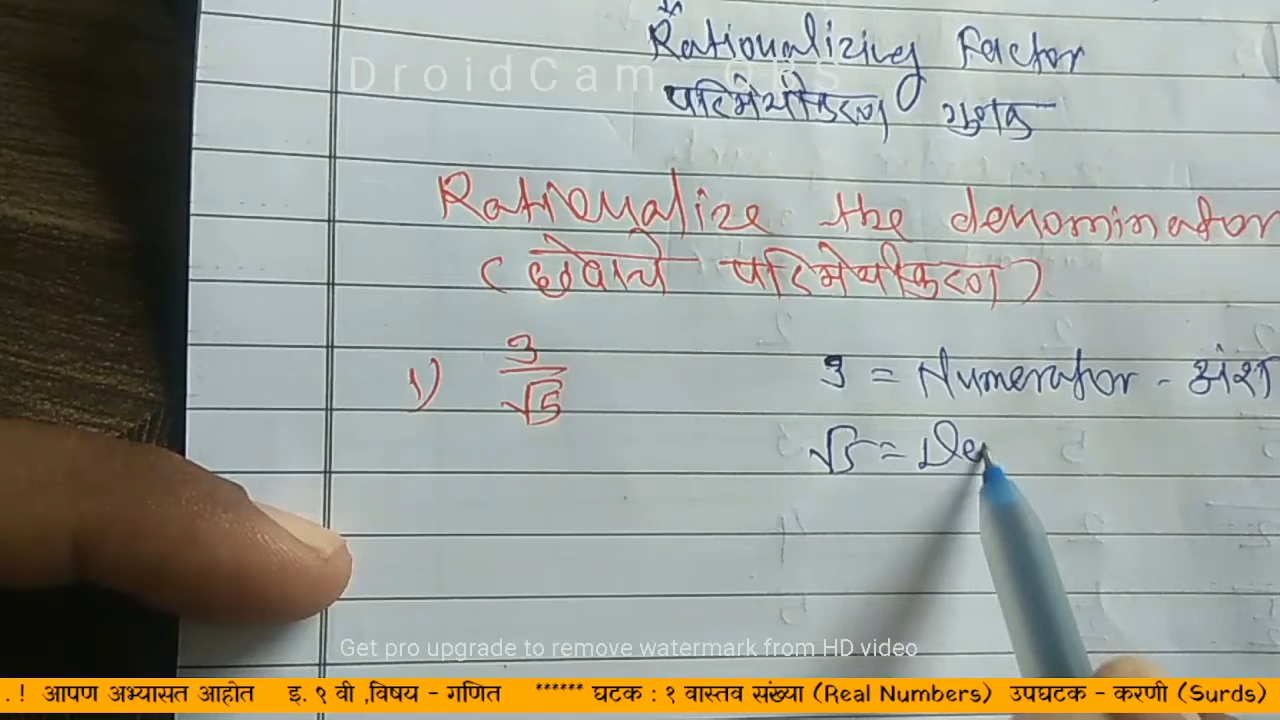 Rationalizing Factor
DroidCam OBS
परिमेयीकरण गुणक
Rationalize the denominator
(छेदाचे परिमेयीकरण)
1) 3/√5
3 = Numerator - अंश
√5 = De
Get pro upgrade to remove watermark from HD video
. ! आपण अभ्यासत आहोत इ. ९ वी ,विषय - गणित ****** घटक : १ वास्तव संख्या (Real Numbers) उपघटक - करणी (Surds)